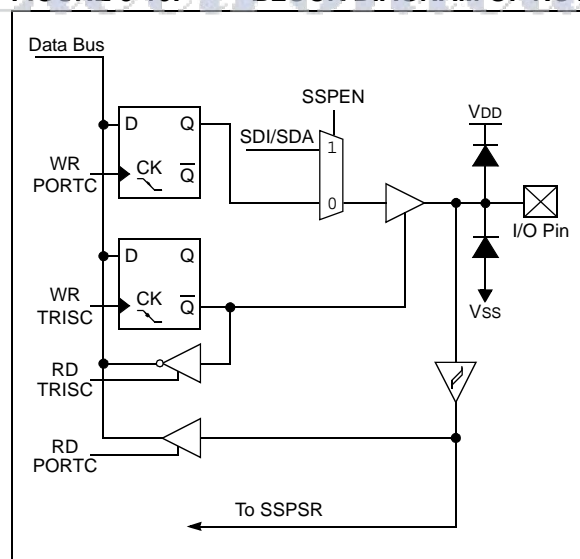 Data Bus
SSPEN
SDI/SDA
1
0
VDD
D Q
WR
PORTC
CK
Q
I/O Pin
D Q
WR
TRISC
CK
Q
VSS
RD
TRISC
RD
PORTC
To SSPSR